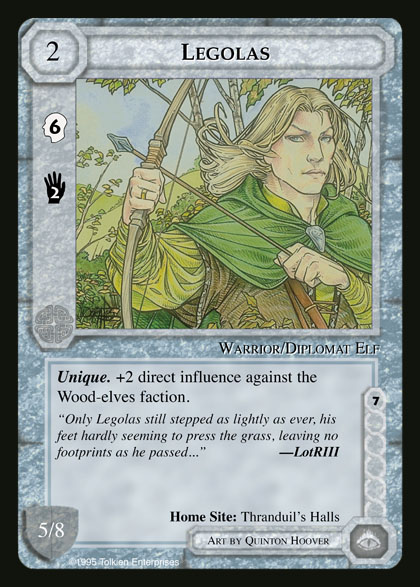 2
LEGOLAS
6
2
WARRIOR/DIPLOMAT ELF
Unique. +2 direct influence against the
Wood-elves faction.
7
“Only Legolas still stepped as lightly as ever, his
feet hardly seeming to press the grass, leaving no
footprints as he passed...” —LotRIII
Home Site: Thranduil's Halls
5/8
ART BY QUINTON HOOVER
©1995 Tolkien Enterprises